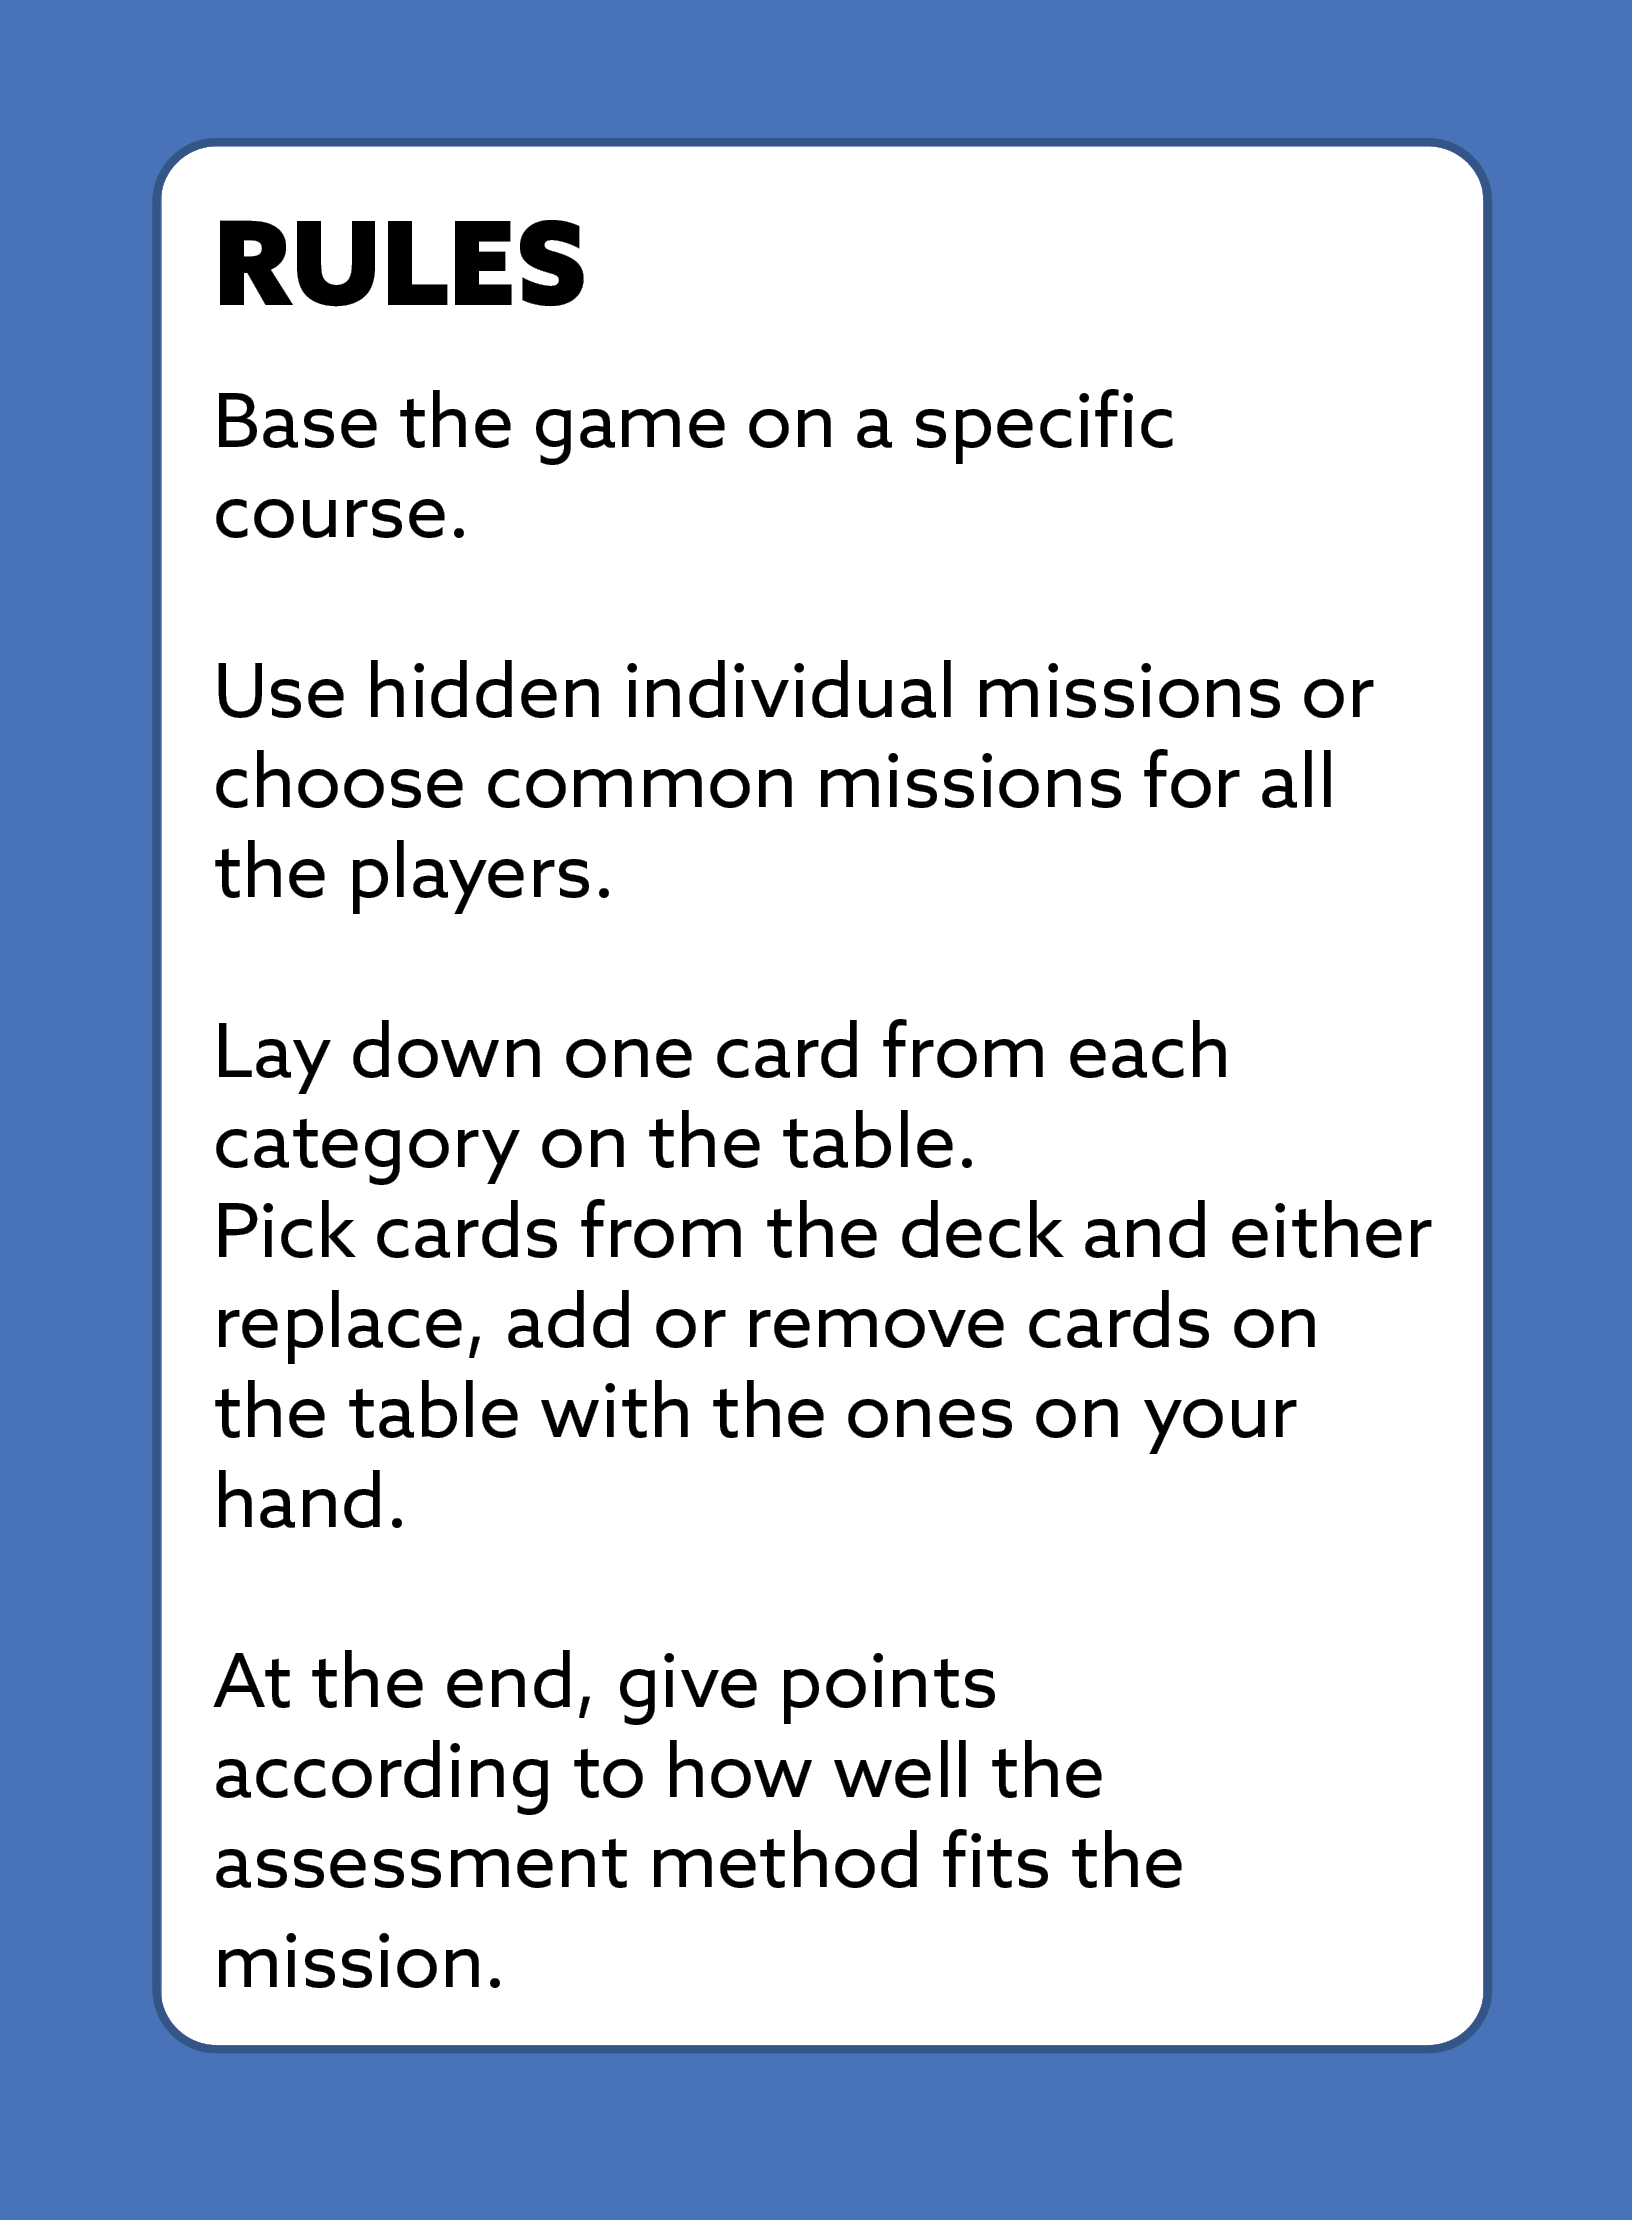 RULES
Base the game on a specific
course.
Use hidden individual missions or
choose common missions for all
the players.
Lay down one card from each
category on the table.
Pick cards from the deck and either
replace, add or remove cards on
the table with the ones on your
hand.
At the end, give points
according to how well the
assessment method fits the
mission.